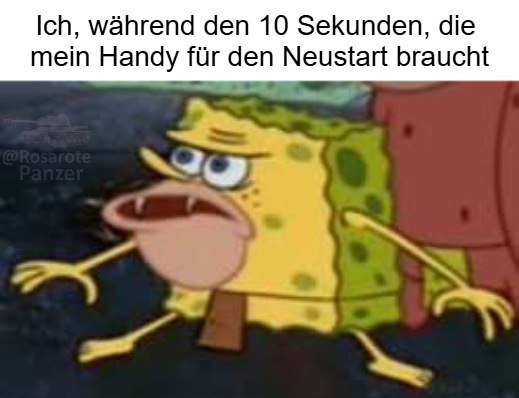 Ich, während den 10 Sekunden, die
mein Handy für den Neustart braucht
@Rosarote
Panzer